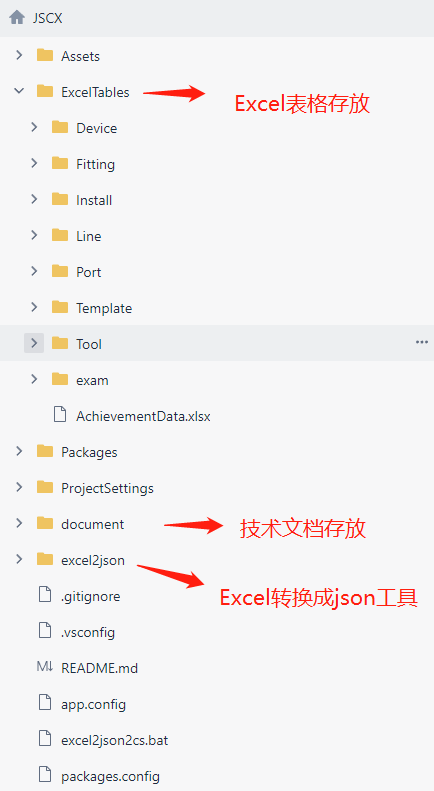 JSCX
Assets
ExcelTables
Excel表格存放
Device
Fitting
Install
Line
Port
Template
Tool
exam
AchievementData.xlsx
Packages
ProjectSettings
document
技术文档存放
excel2json
Excel转换成json工具
.gitignore
.vsconfig
M↓ README.md
app.config
excel2json2cs.bat
packages.config